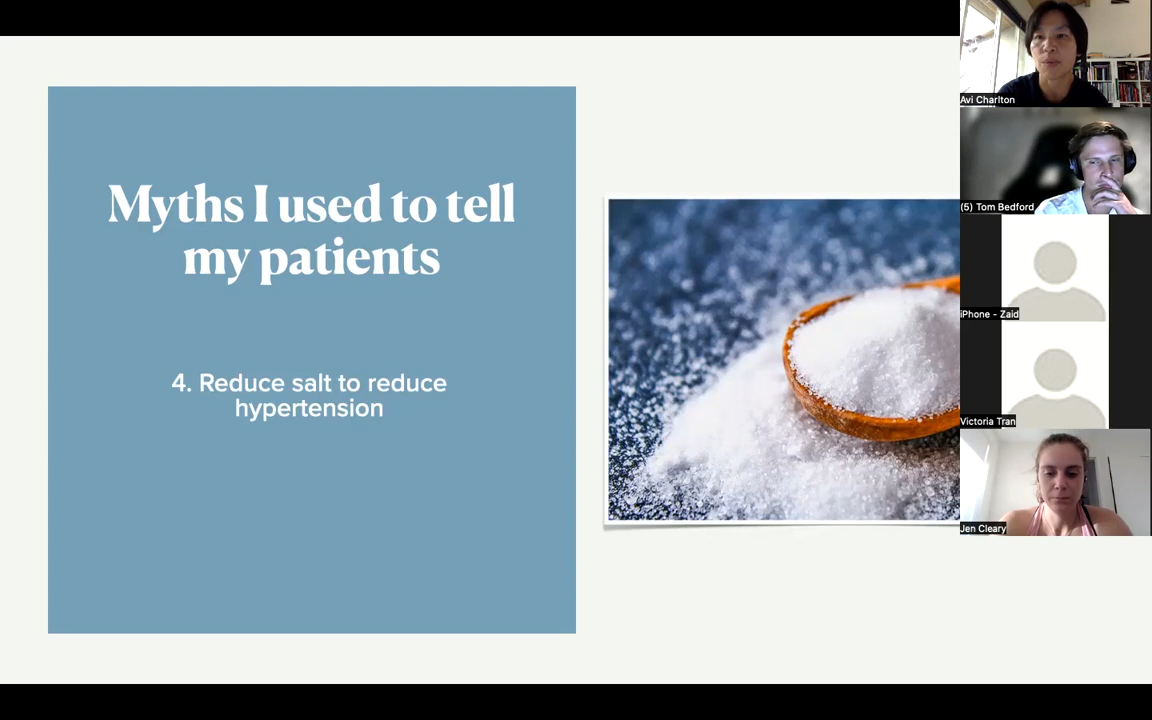 Myths I used to tell
my patients
4. Reduce salt to reduce
hypertension
Avi Charlton
(5) Tom Bedford
iPhone - Zaid
Victoria Tran
Jen Cleary